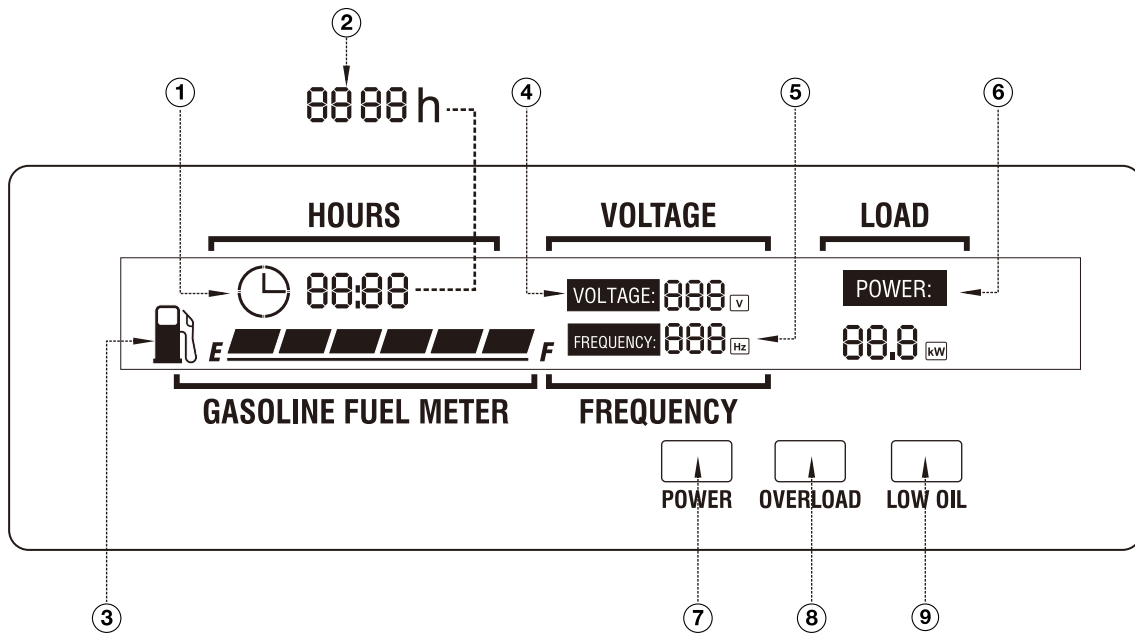 ②
① ④ ⑤ ⑥
8888 h
HOURS VOLTAGE LOAD
88:88 VOLTAGE: 888 V POWER:
③ E F FREQUENCY: 888 Hz 88.8 kW
GASOLINE FUEL METER FREQUENCY
POWER OVERLOAD LOW OIL
⑦ ⑧ ⑨